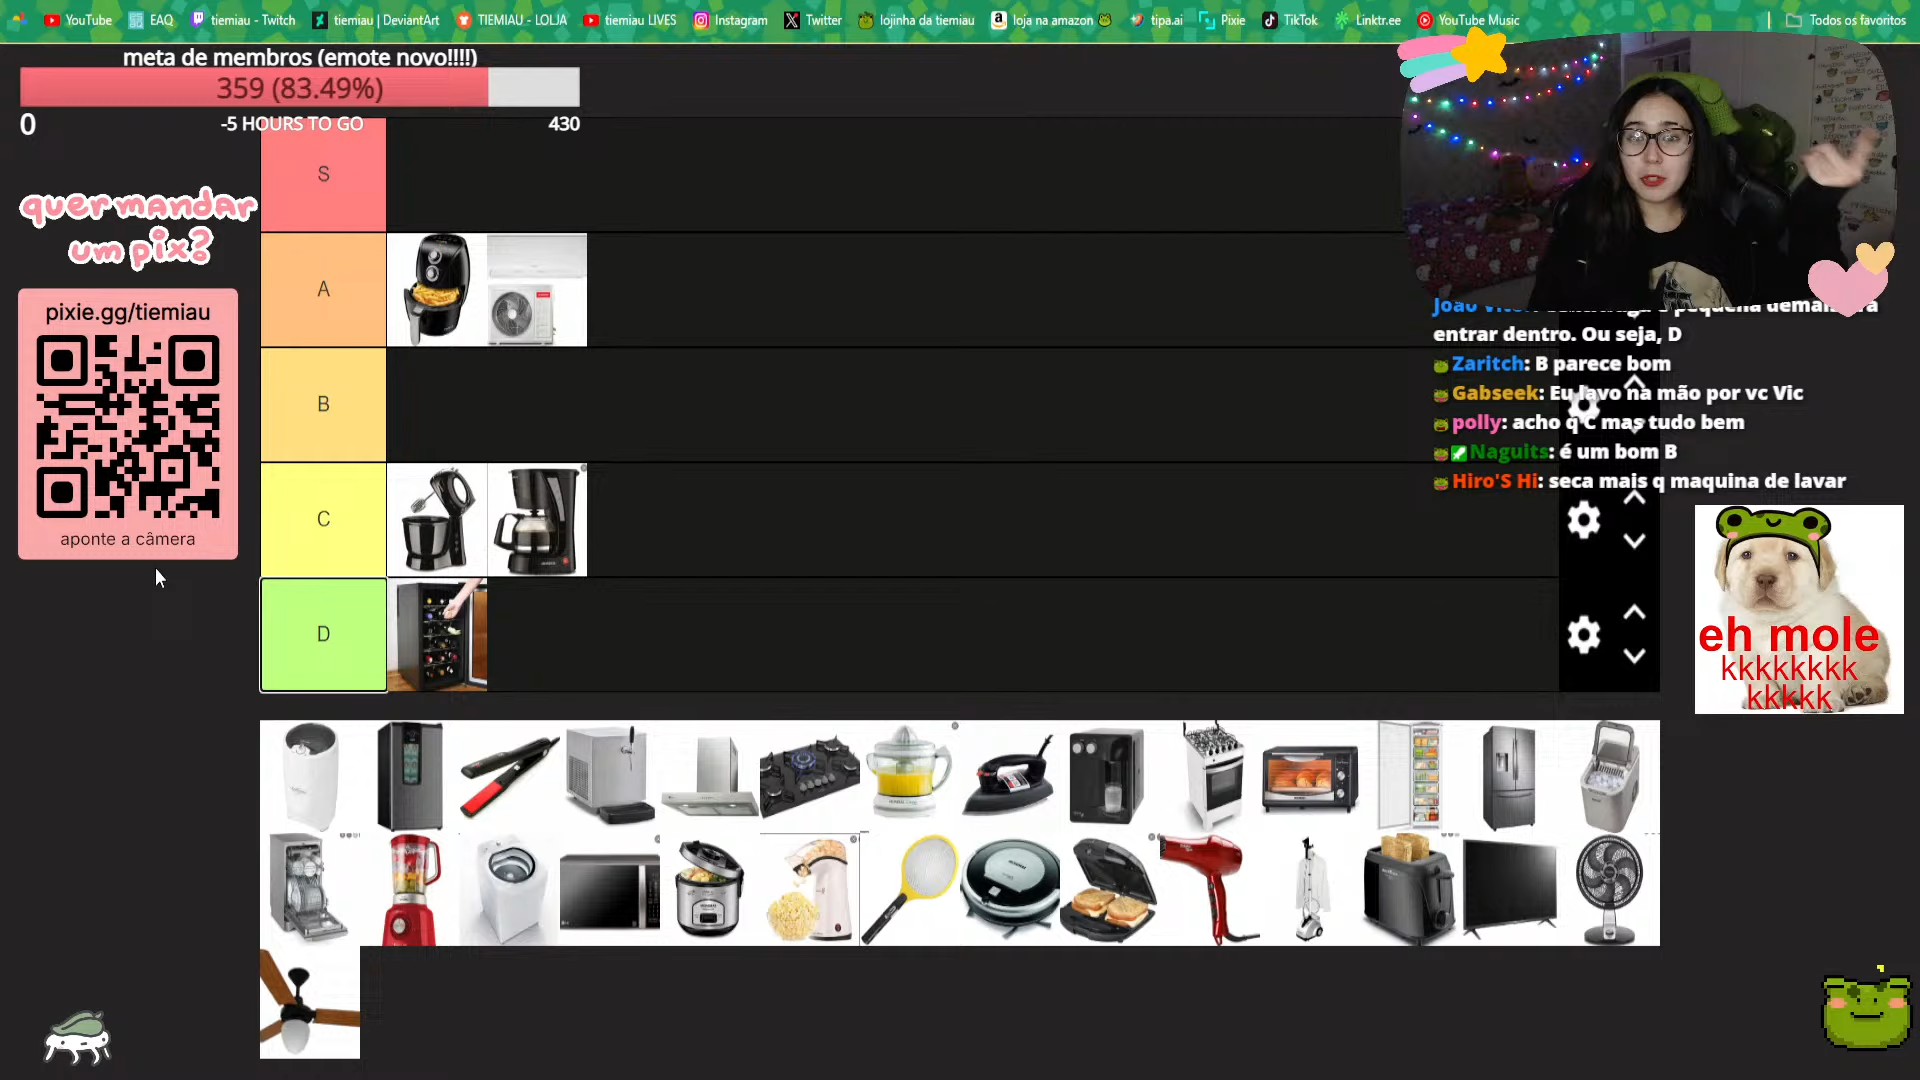 YouTube EAQ tiemiau - Twitch tiemiau | DeviantArt TIEMIAU - LOLJA tiemiau LIVES Instagram Twitter lojinha da tiemiau loja na amazon tipa.ai Pixie TikTok Linktr.ee YouTube Music Todos os favoritos
meta de membros (emote novo!!!!)
359 (83.49%)
0 -5 HOURS TO GO 430
quer mandar
um pix?
pixie.gg/tiemiau
aponte a câmera
S
A
B
C
D
João
entrar dentro. Ou seja, D
Zaritch: B parece bom
Gabseek: Eu lavo na mão por vc Vic
polly: acho q C mas tudo bem
Naguits: é um bom B
Hiro'S Hi: seca mais q maquina de lavar
eh mole
kkkkkkkk
kkkkk